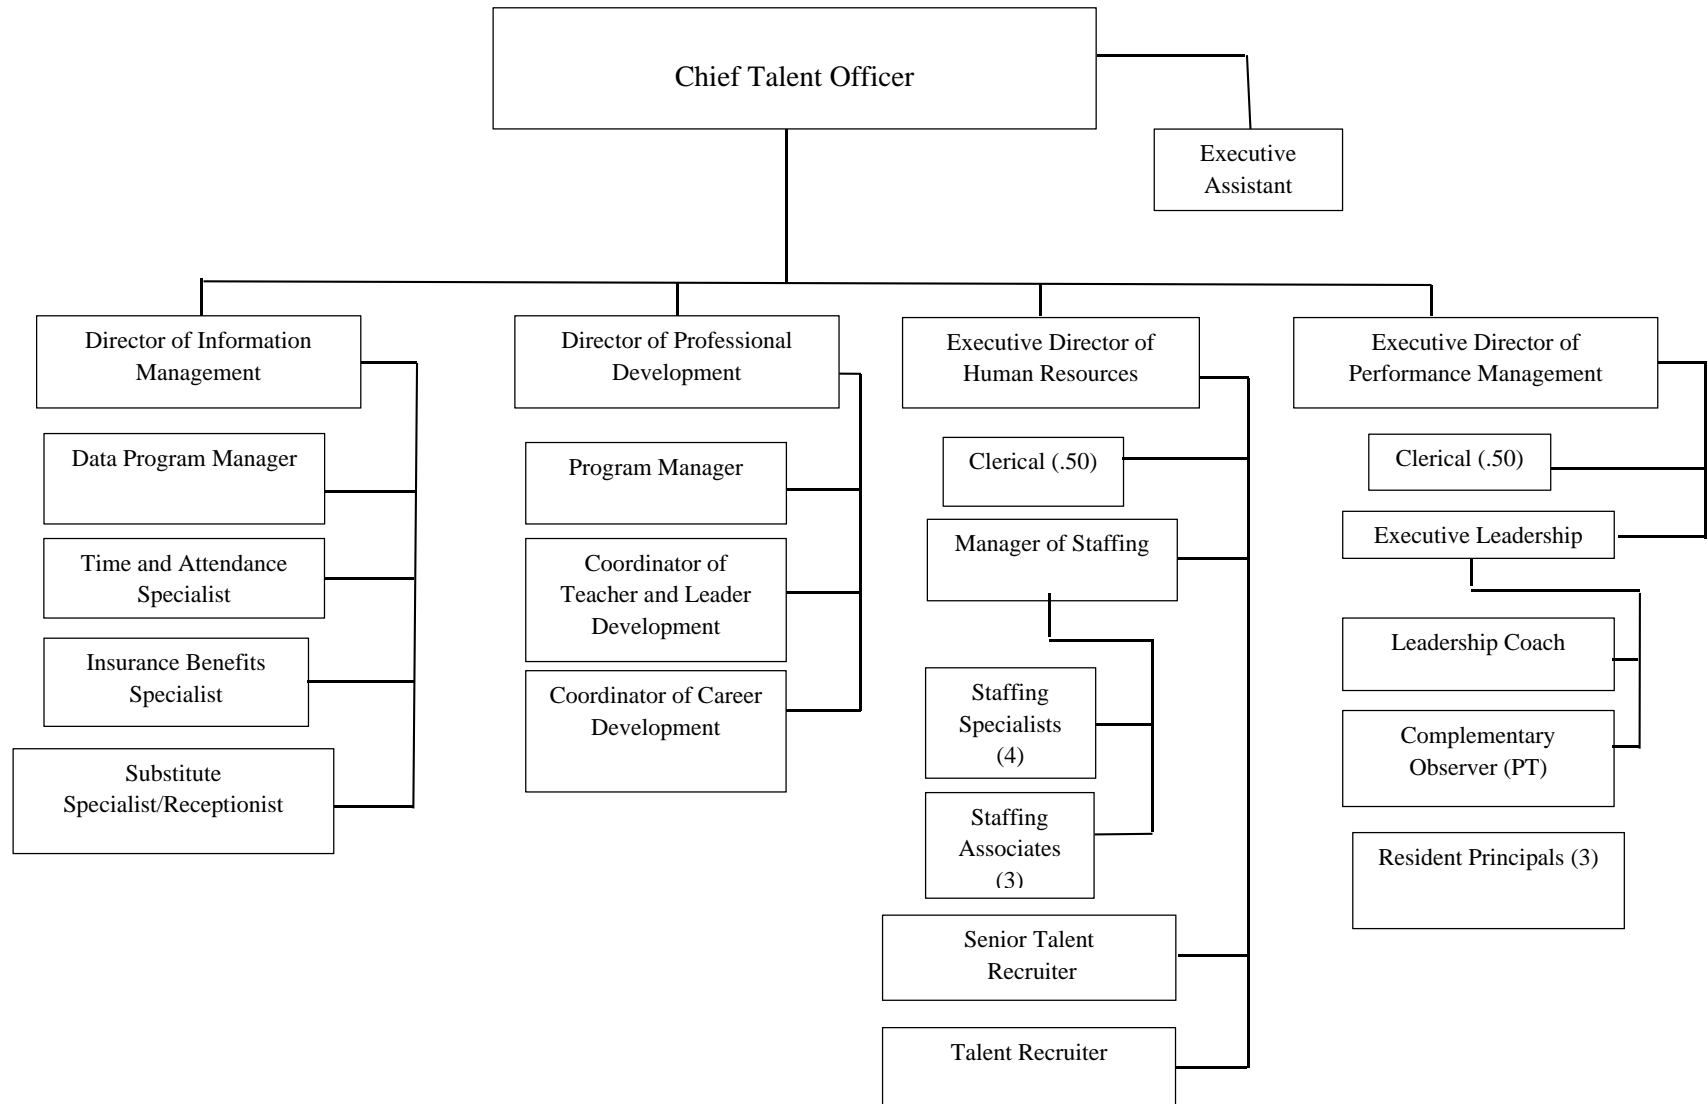 Chief Talent Officer
Executive
Assistant
Director of Information
Management
Data Program Manager
Time and Attendance
Specialist
Insurance Benefits
Specialist
Substitute
Specialist/Receptionist
Director of Professional
Development
Program Manager
Coordinator of
Teacher and Leader
Development
Coordinator of Career
Development
Executive Director of
Human Resources
Clerical (.50)
Manager of Staffing
Staffing
Specialists
(4)
Staffing
Associates
(3)
Senior Talent
Recruiter
Talent Recruiter
Executive Director of
Performance Management
Clerical (.50)
Executive Leadership
Leadership Coach
Complementary
Observer (PT)
Resident Principals (3)